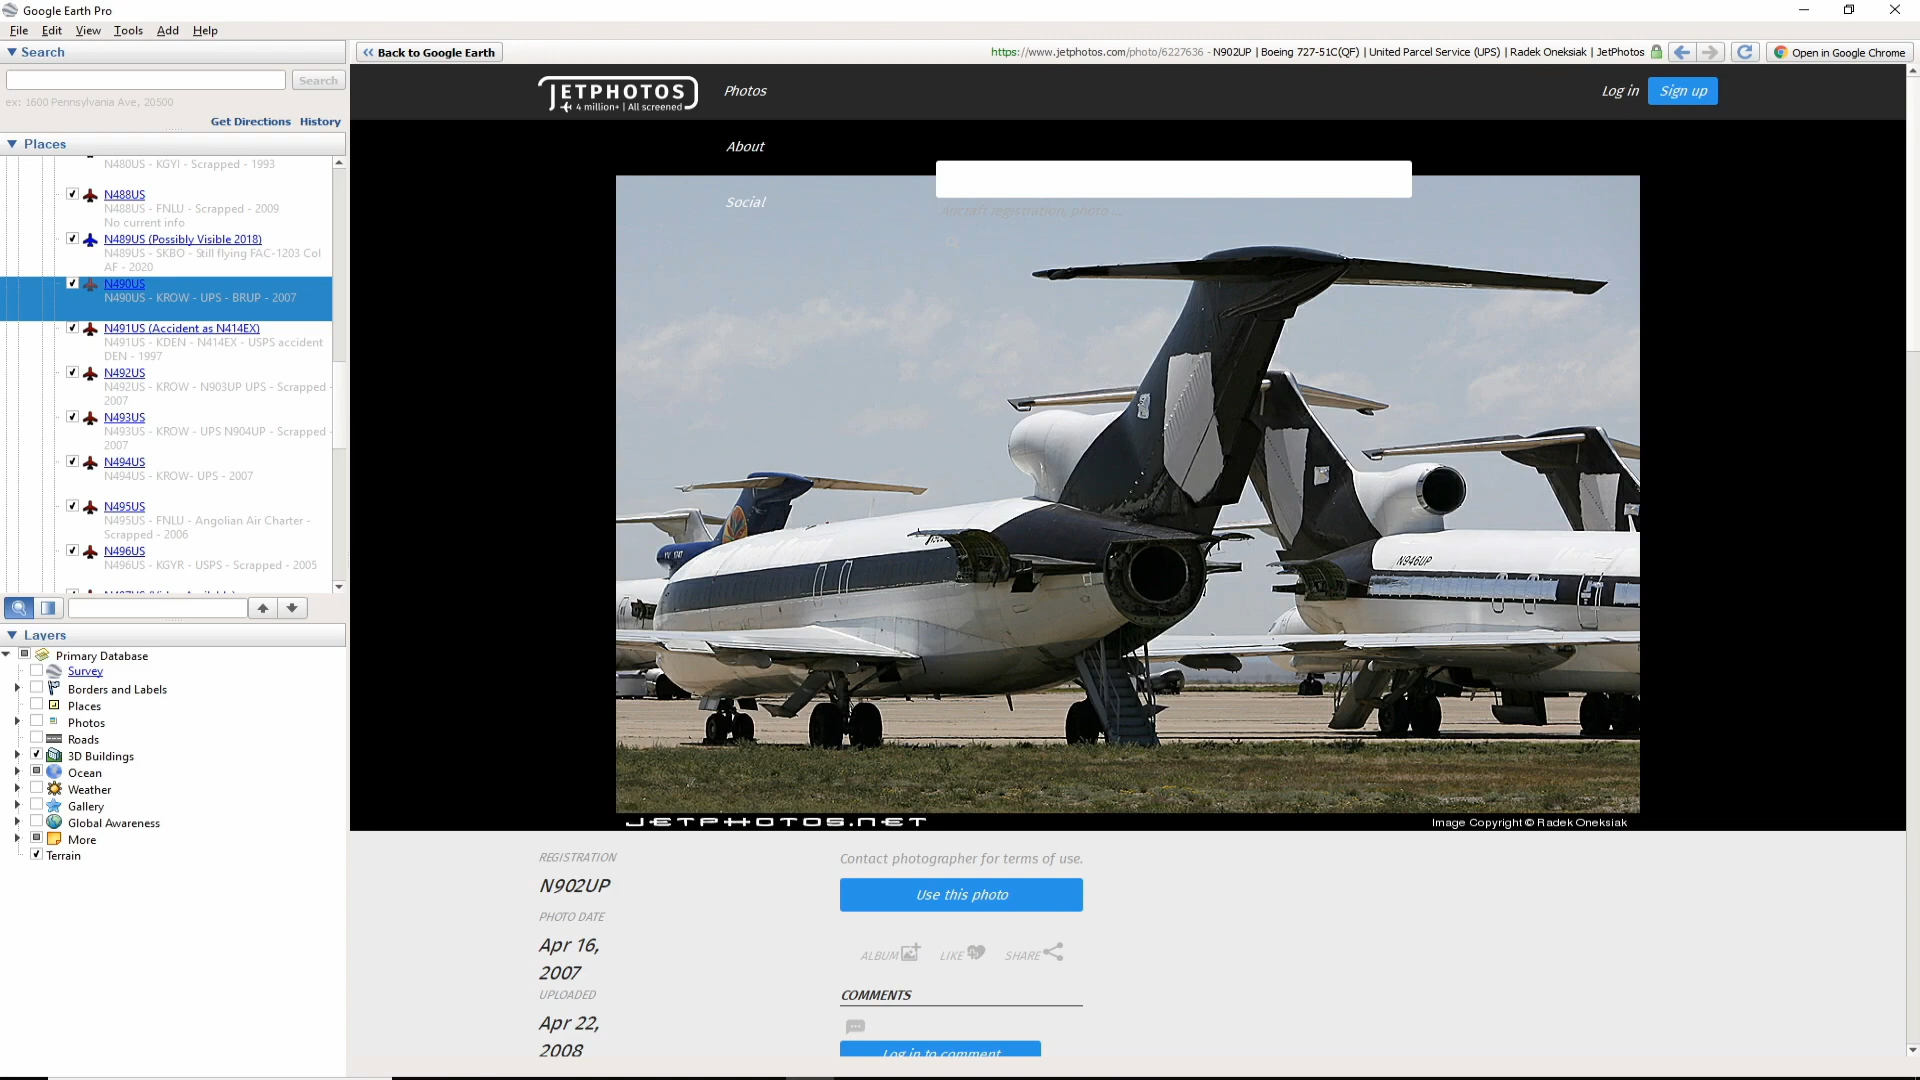 Google Earth Pro
File Edit View Tools Add Help
Search
Search
ex: 1600 Pennsylvania Ave, 20500
Get Directions History
Places
N480US - KGYI - Scrapped - 1993
N488US
N488US - FNLU - Scrapped - 2009
No current info
N489US (Possibly Visible 2018)
N489US - SKBO - Still flying FAC-1203 Col
AF - 2020
N490US
N490US - KROW - UPS - BRUP - 2007
N491US (Accident as N414EX)
N491US - KDEN - N414EX - USPS accident
DEN - 1997
N492US
N492US - KROW - N903UP UPS - Scrapped -
2007
N493US
N493US - KROW - UPS N904UP - Scrapped -
2007
N494US
N494US - KROW- UPS - 2007
N495US
N495US - FNLU - Angolian Air Charter -
Scrapped - 2006
N496US
N496US - KGYR - USPS - Scrapped - 2005
Layers
Primary Database
Survey
Borders and Labels
Places
Photos
Roads
3D Buildings
Ocean
Weather
Gallery
Global Awareness
More
Terrain
Back to Google Earth
https://www.jetphotos.com/photo/6227636 - N902UP | Boeing 727-51C(QF) | United Parcel Service (UPS) | Radek Oneksiak | JetPhotos
Open in Google Chrome
JETPHOTOS
4 million+ | All screened
Photos
Log in Sign up
About
Social
Aircraft registration, photo ...
N946UP
JETPHOTOS.NET
Image Copyright © Radek Oneksiak
REGISTRATION
N902UP
PHOTO DATE
Apr 16,
2007
UPLOADED
Apr 22,
2008
Contact photographer for terms of use.
Use this photo
ALBUM LIKE SHARE
COMMENTS
Log in to comment